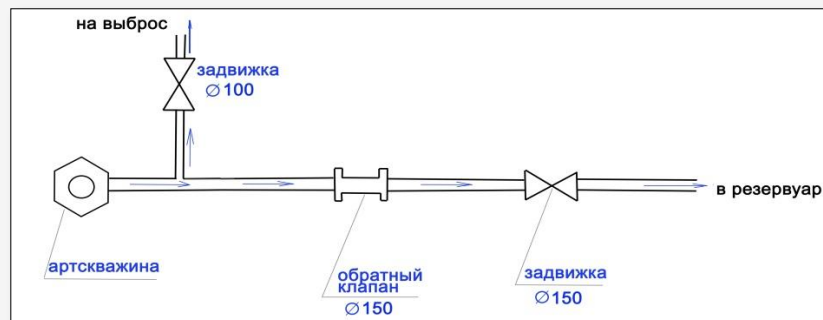 на выброс
задвижка
∅ 100
в резервуар
артскважина
обратный
клапан
∅ 150
задвижка
∅ 150